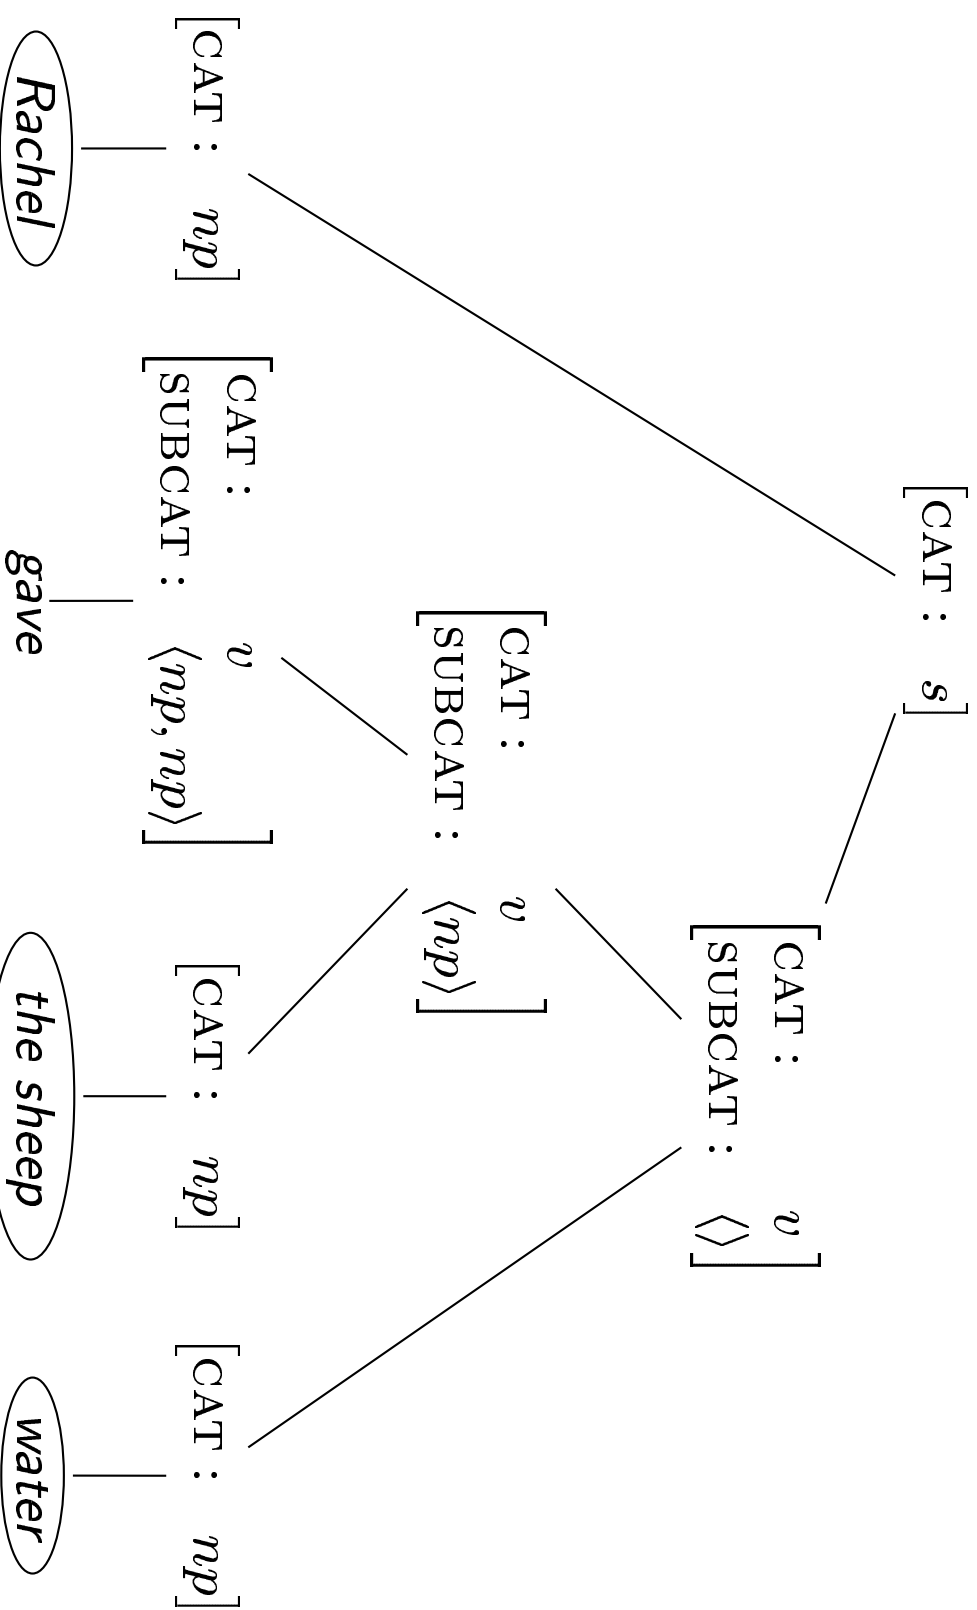 [CAT : s]
[CAT : v
SUBCAT : ⟨⟩]
[CAT : v
SUBCAT : ⟨np⟩]
[CAT : np]
[CAT : v
SUBCAT : ⟨np, np⟩]
[CAT : np]
[CAT : np]
Rachel gave the sheep water